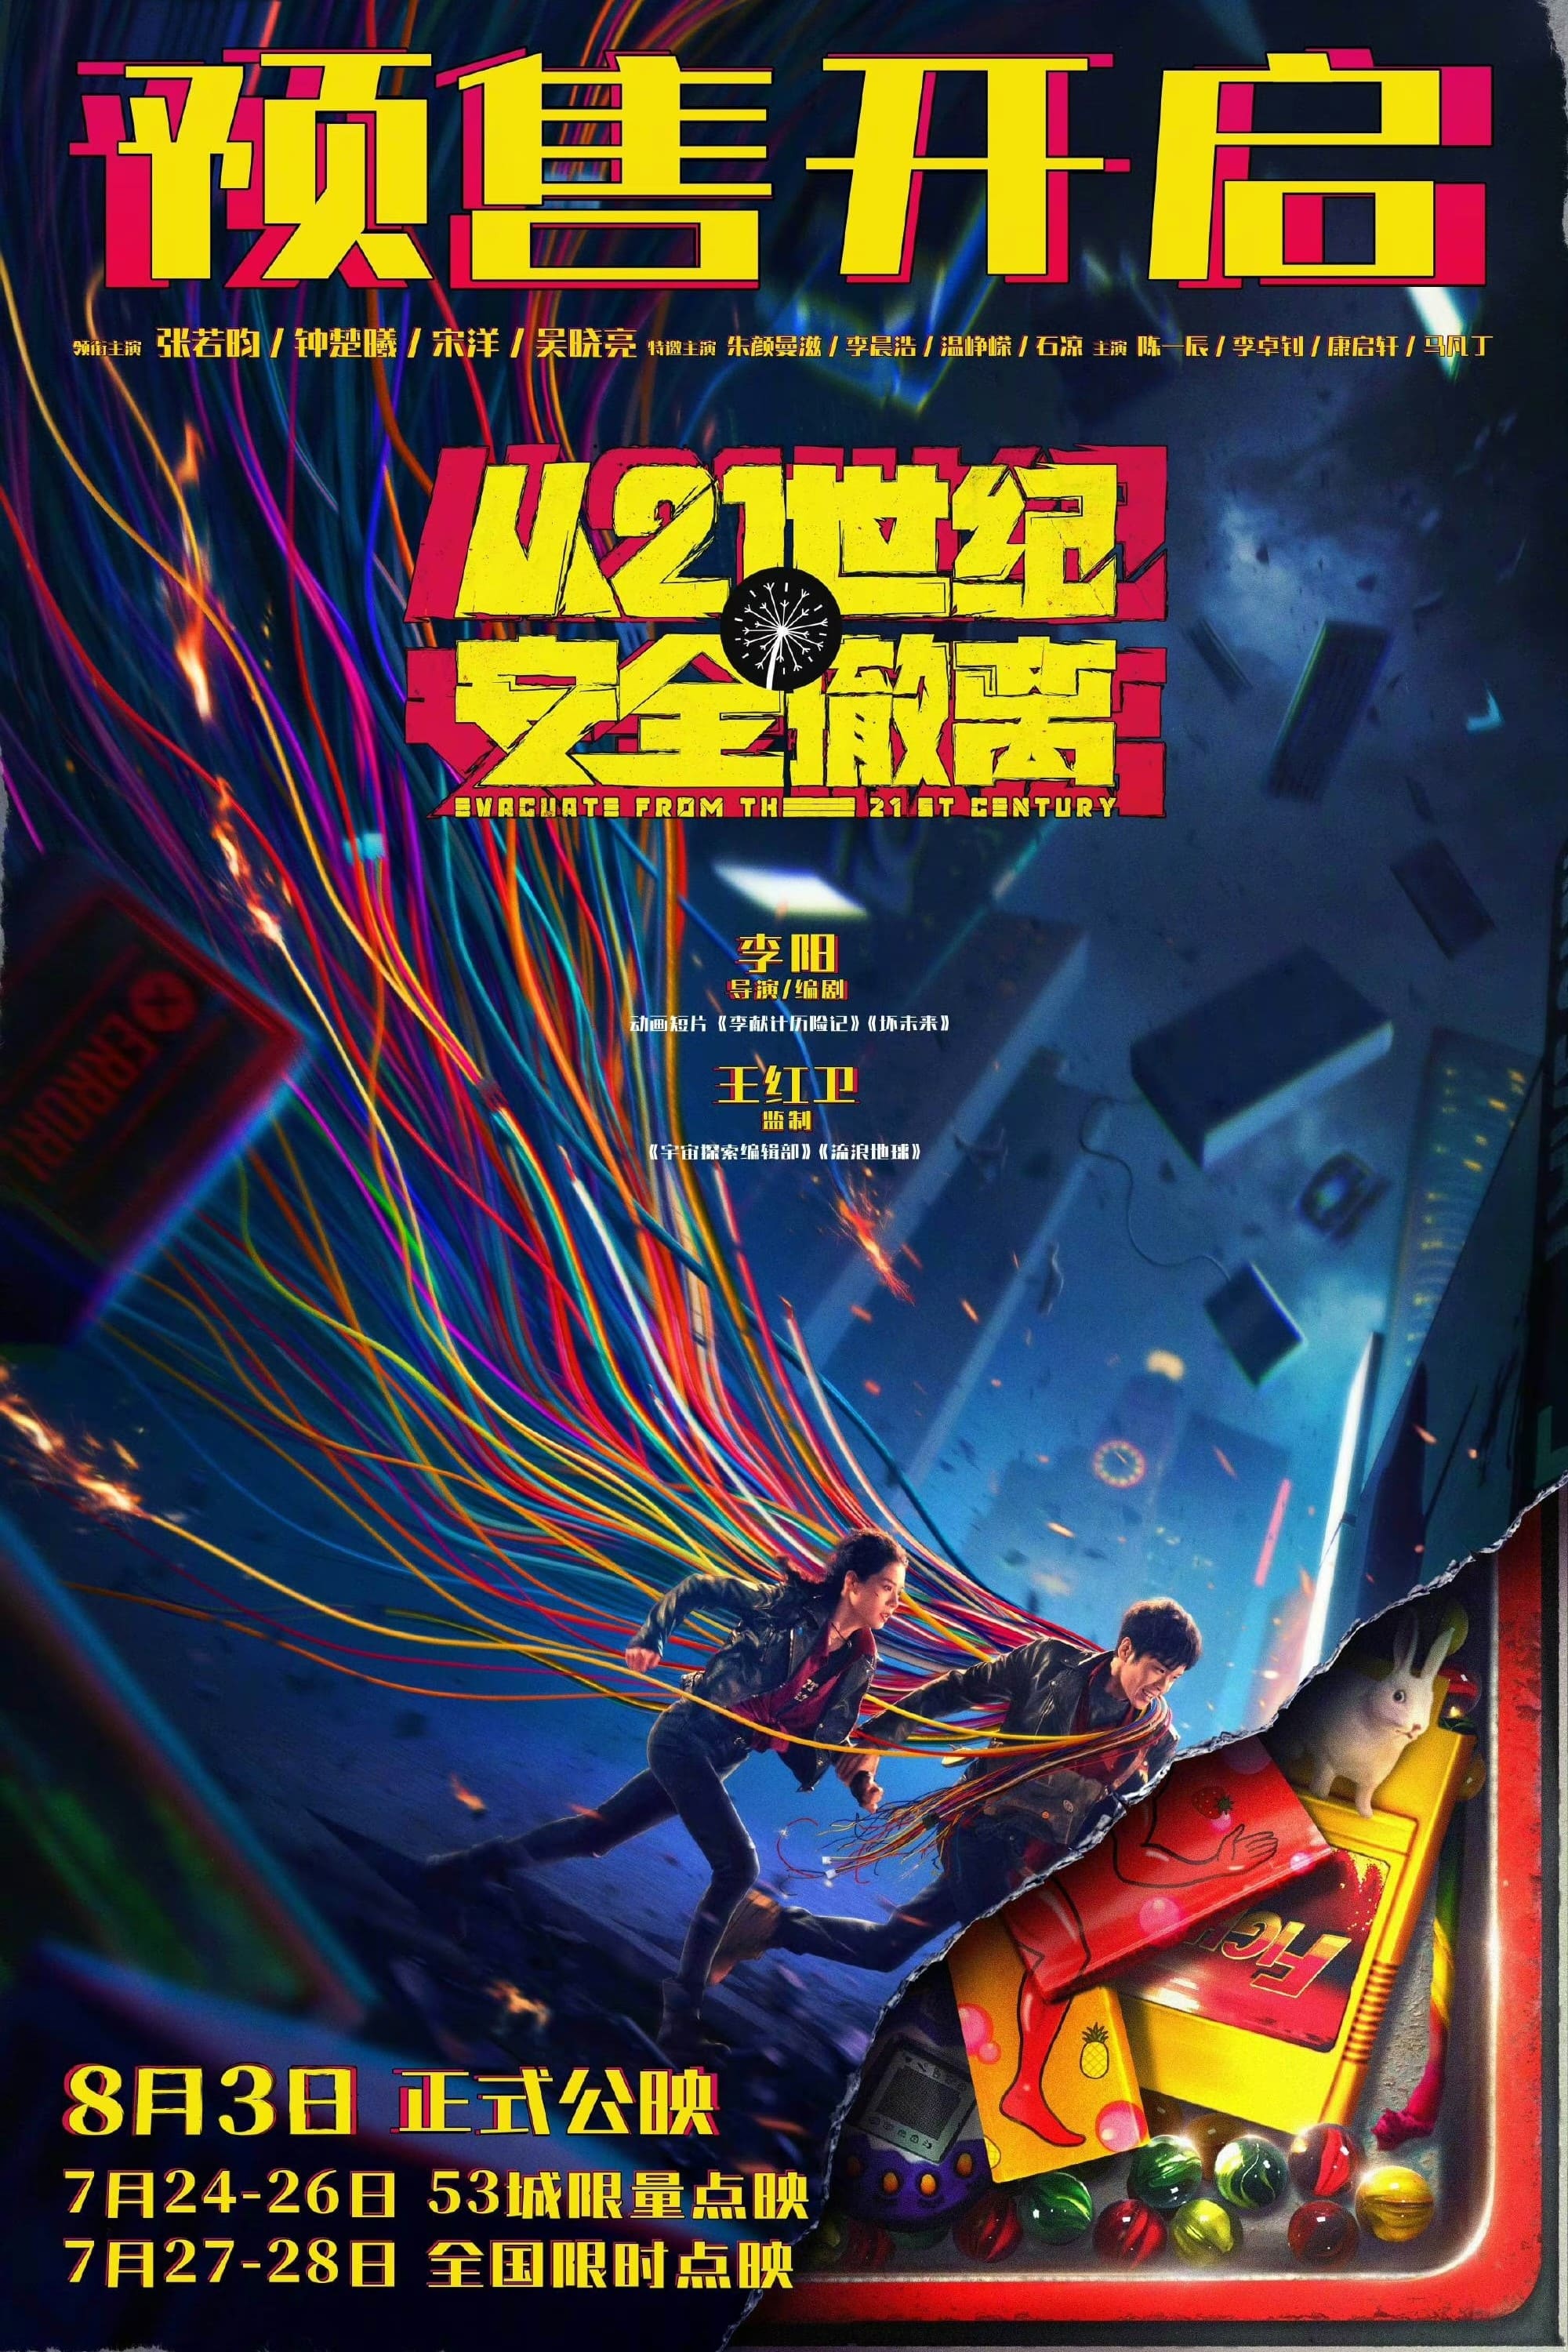 预售开启
领衔主演 张若昀 / 钟楚曦 / 宋洋 / 吴晓亮 特邀主演 朱颜曼滋 / 李晨浩 / 温峥嵘 / 石凉 主演 陈一辰 / 李卓钊 / 康启轩 / 马凡丁
从21世纪
安全撤离
EVACUATE FROM THE 21 ST CENTURY
李阳
导演/编剧
动画短片《李献计历险记》《坏未来》
王红卫
监制
《宇宙探索编辑部》《流浪地球》
ERROR!
8月3日 正式公映
7月24-26日 53城限量点映
7月27-28日 全国限时点映